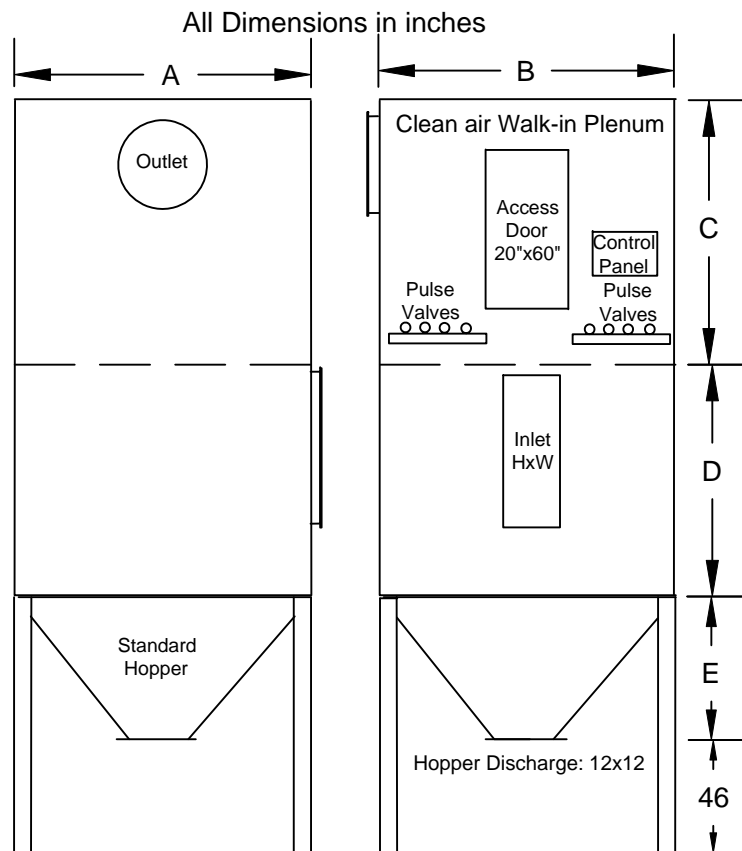 All Dimensions in inches
A
B
Outlet
Clean air Walk-in Plenum
Access
Door
20"x60"
Control
Panel
Pulse
Valves
Pulse
Valves
C
Inlet
HxW
D
Standard
Hopper
E
Hopper Discharge: 12x12
46